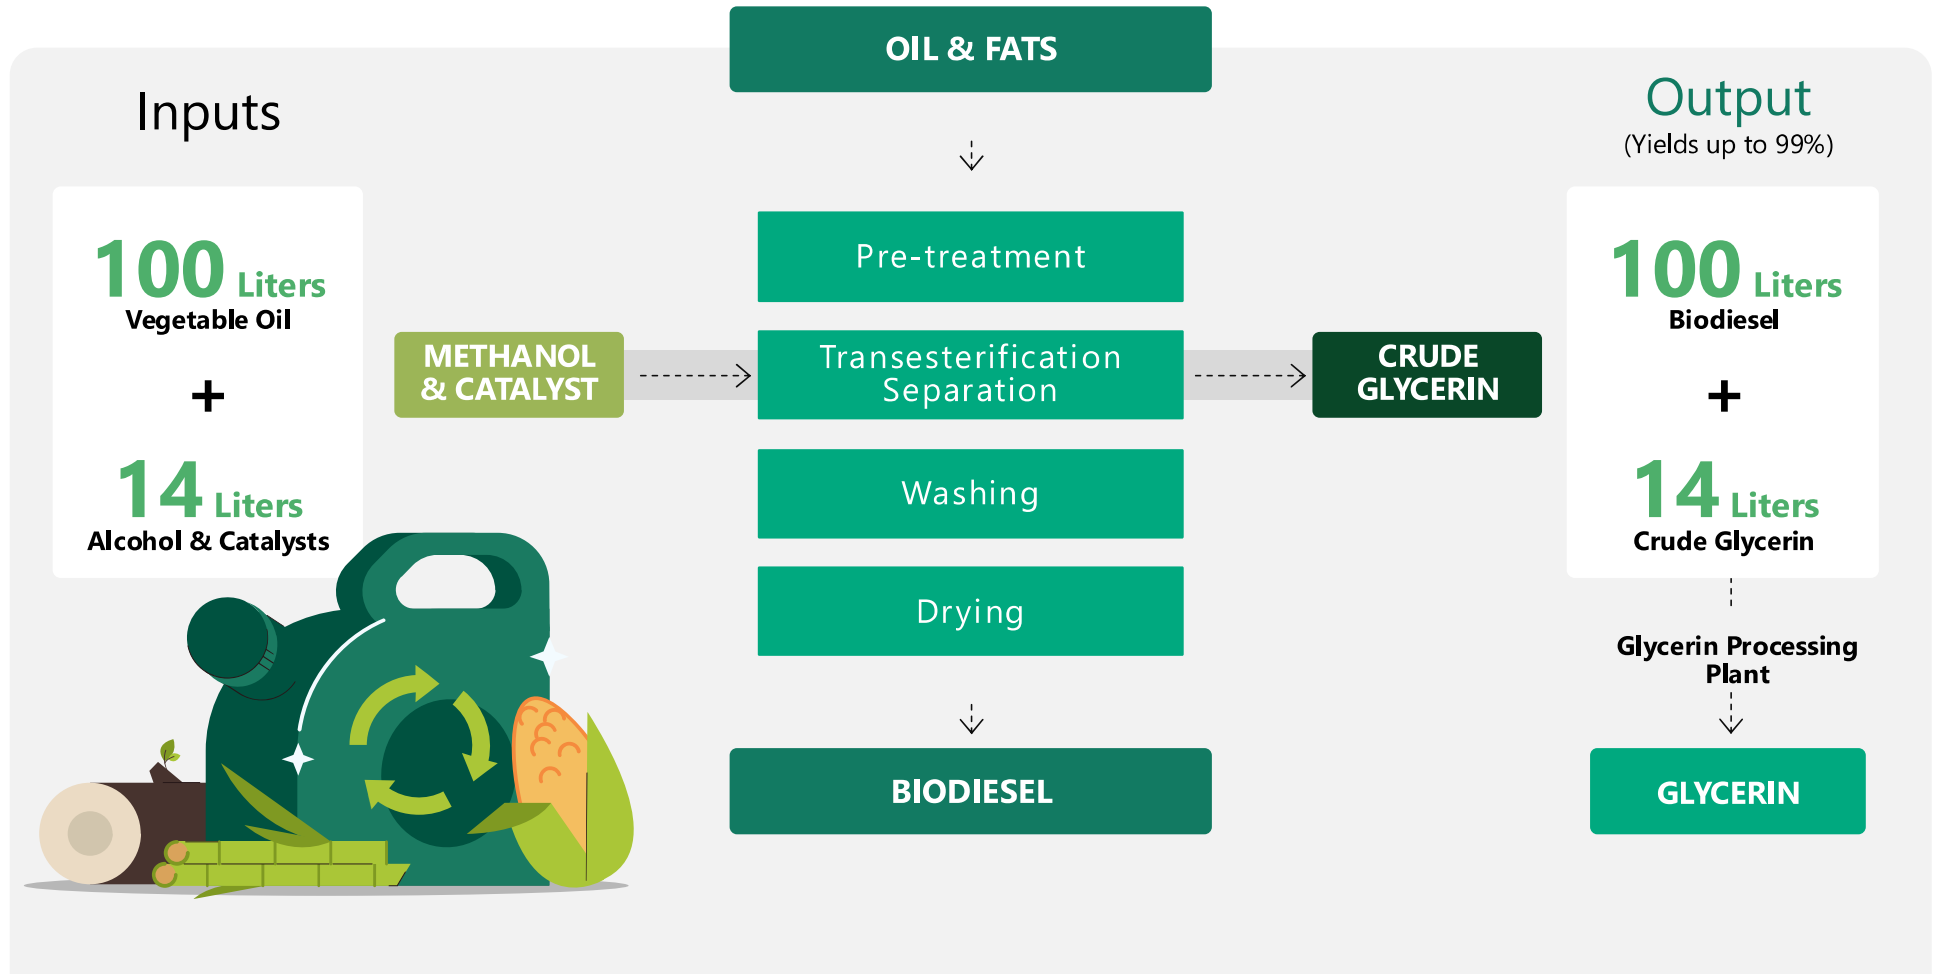 OIL & FATS
Inputs
100 Liters
Vegetable Oil
+
14 Liters
Alcohol & Catalysts
METHANOL
& CATALYST
Pre-treatment
Transesterification
Separation
Washing
Drying
BIODIESEL
CRUDE
GLYCERIN
Output
(Yields up to 99%)
100 Liters
Biodiesel
+
14 Liters
Crude Glycerin
Glycerin Processing
Plant
GLYCERIN